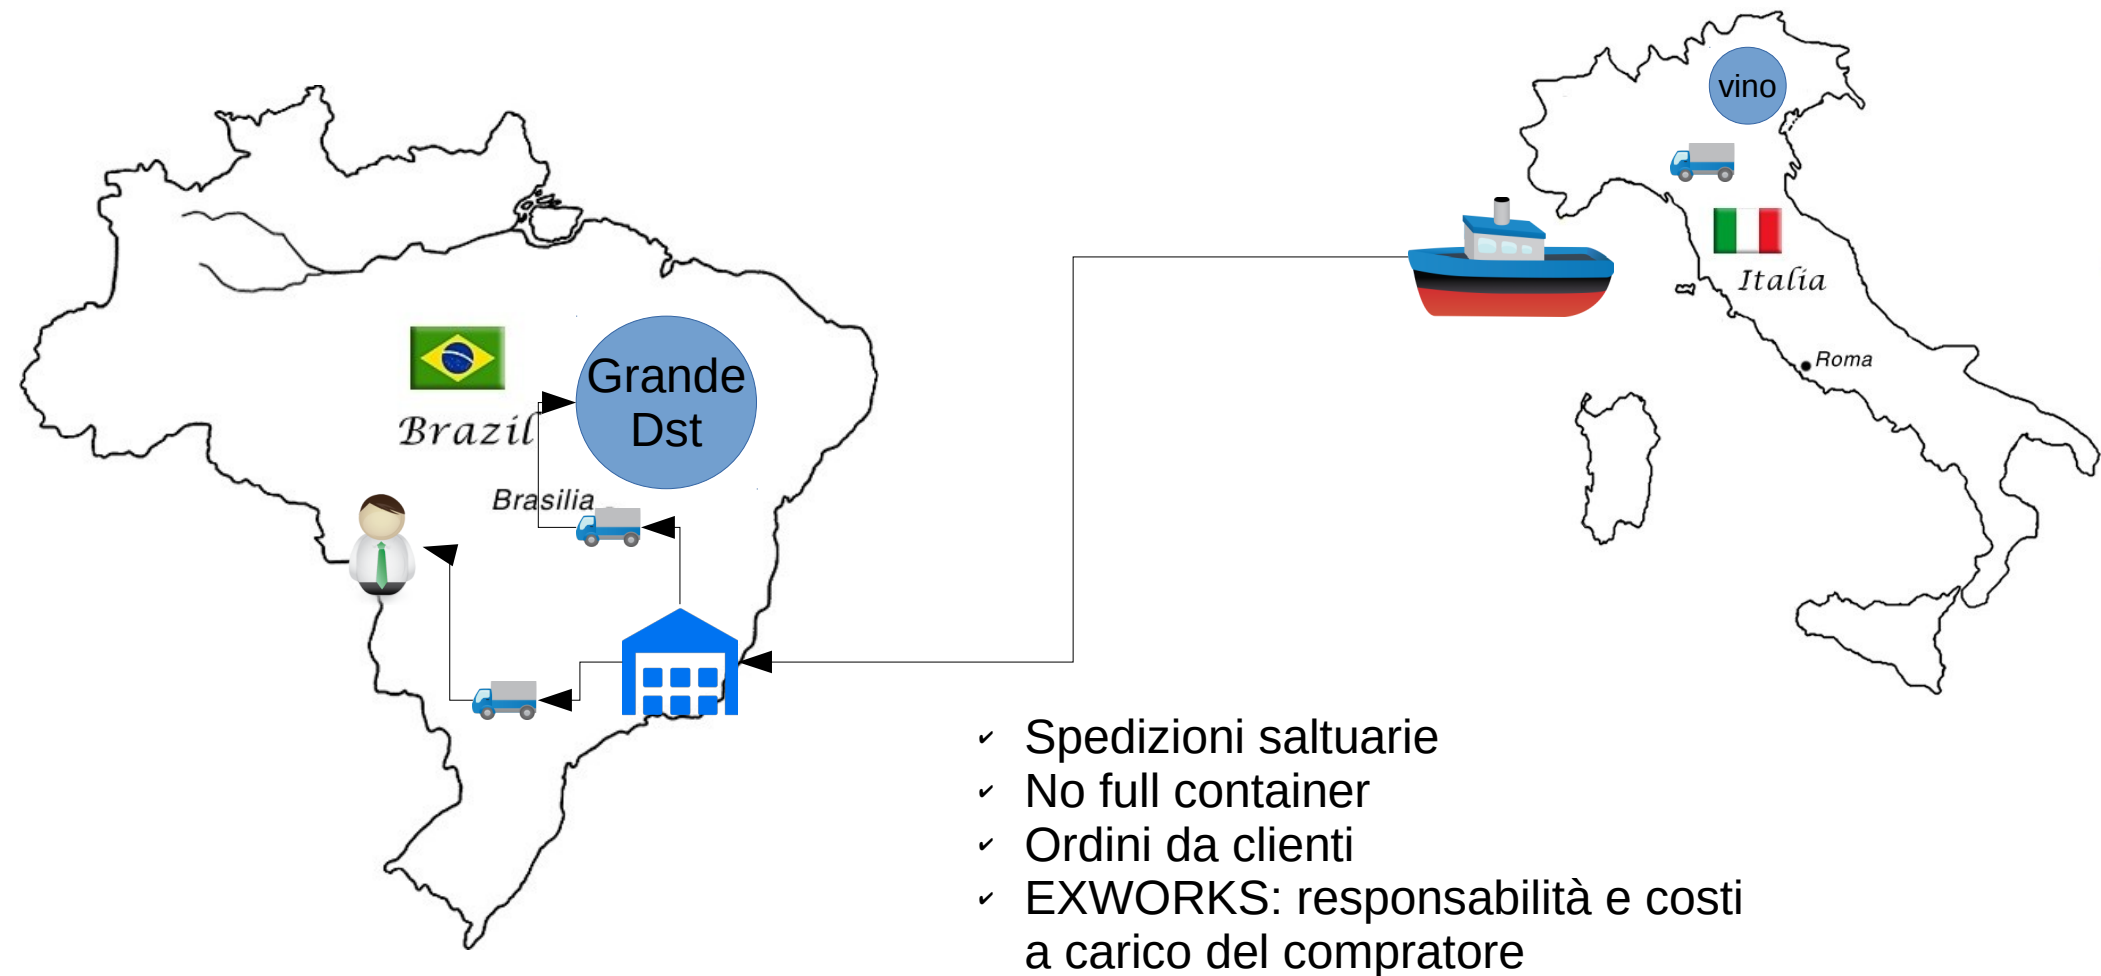 vino
Italia
Roma
Grande
Dst
Brazil
Brasilia
✔ Spedizioni saltuarie
✔ No full container
✔ Ordini da clienti
✔ EXWORKS: responsabilità e costi
a carico del compratore